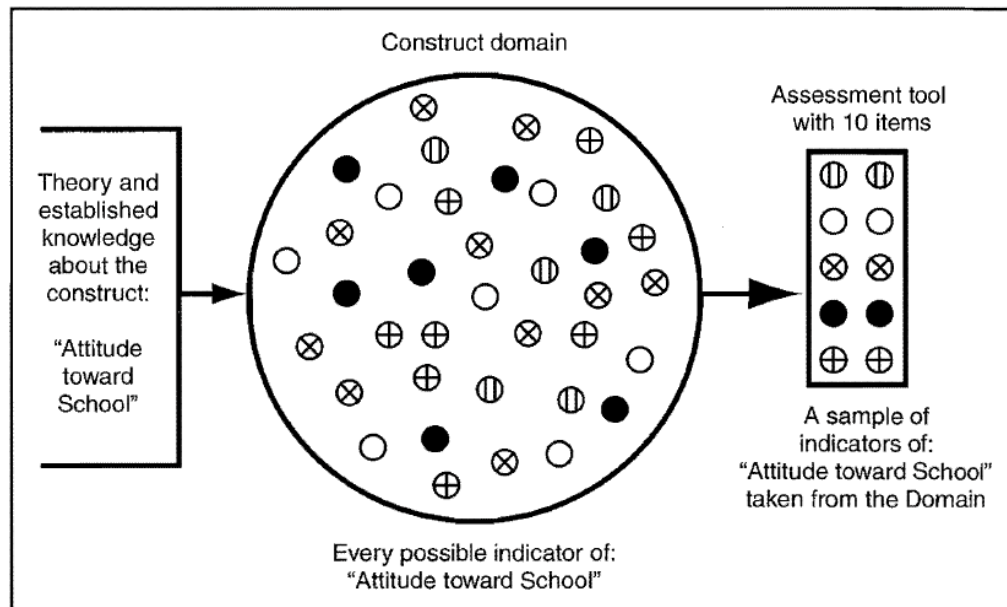 Construct domain
Assessment tool
with 10 items
Theory and
established
knowledge
about the
construct:
“Attitude
toward
School”
A sample of
indicators of:
“Attitude toward School”
taken from the Domain
Every possible indicator of:
“Attitude toward School”